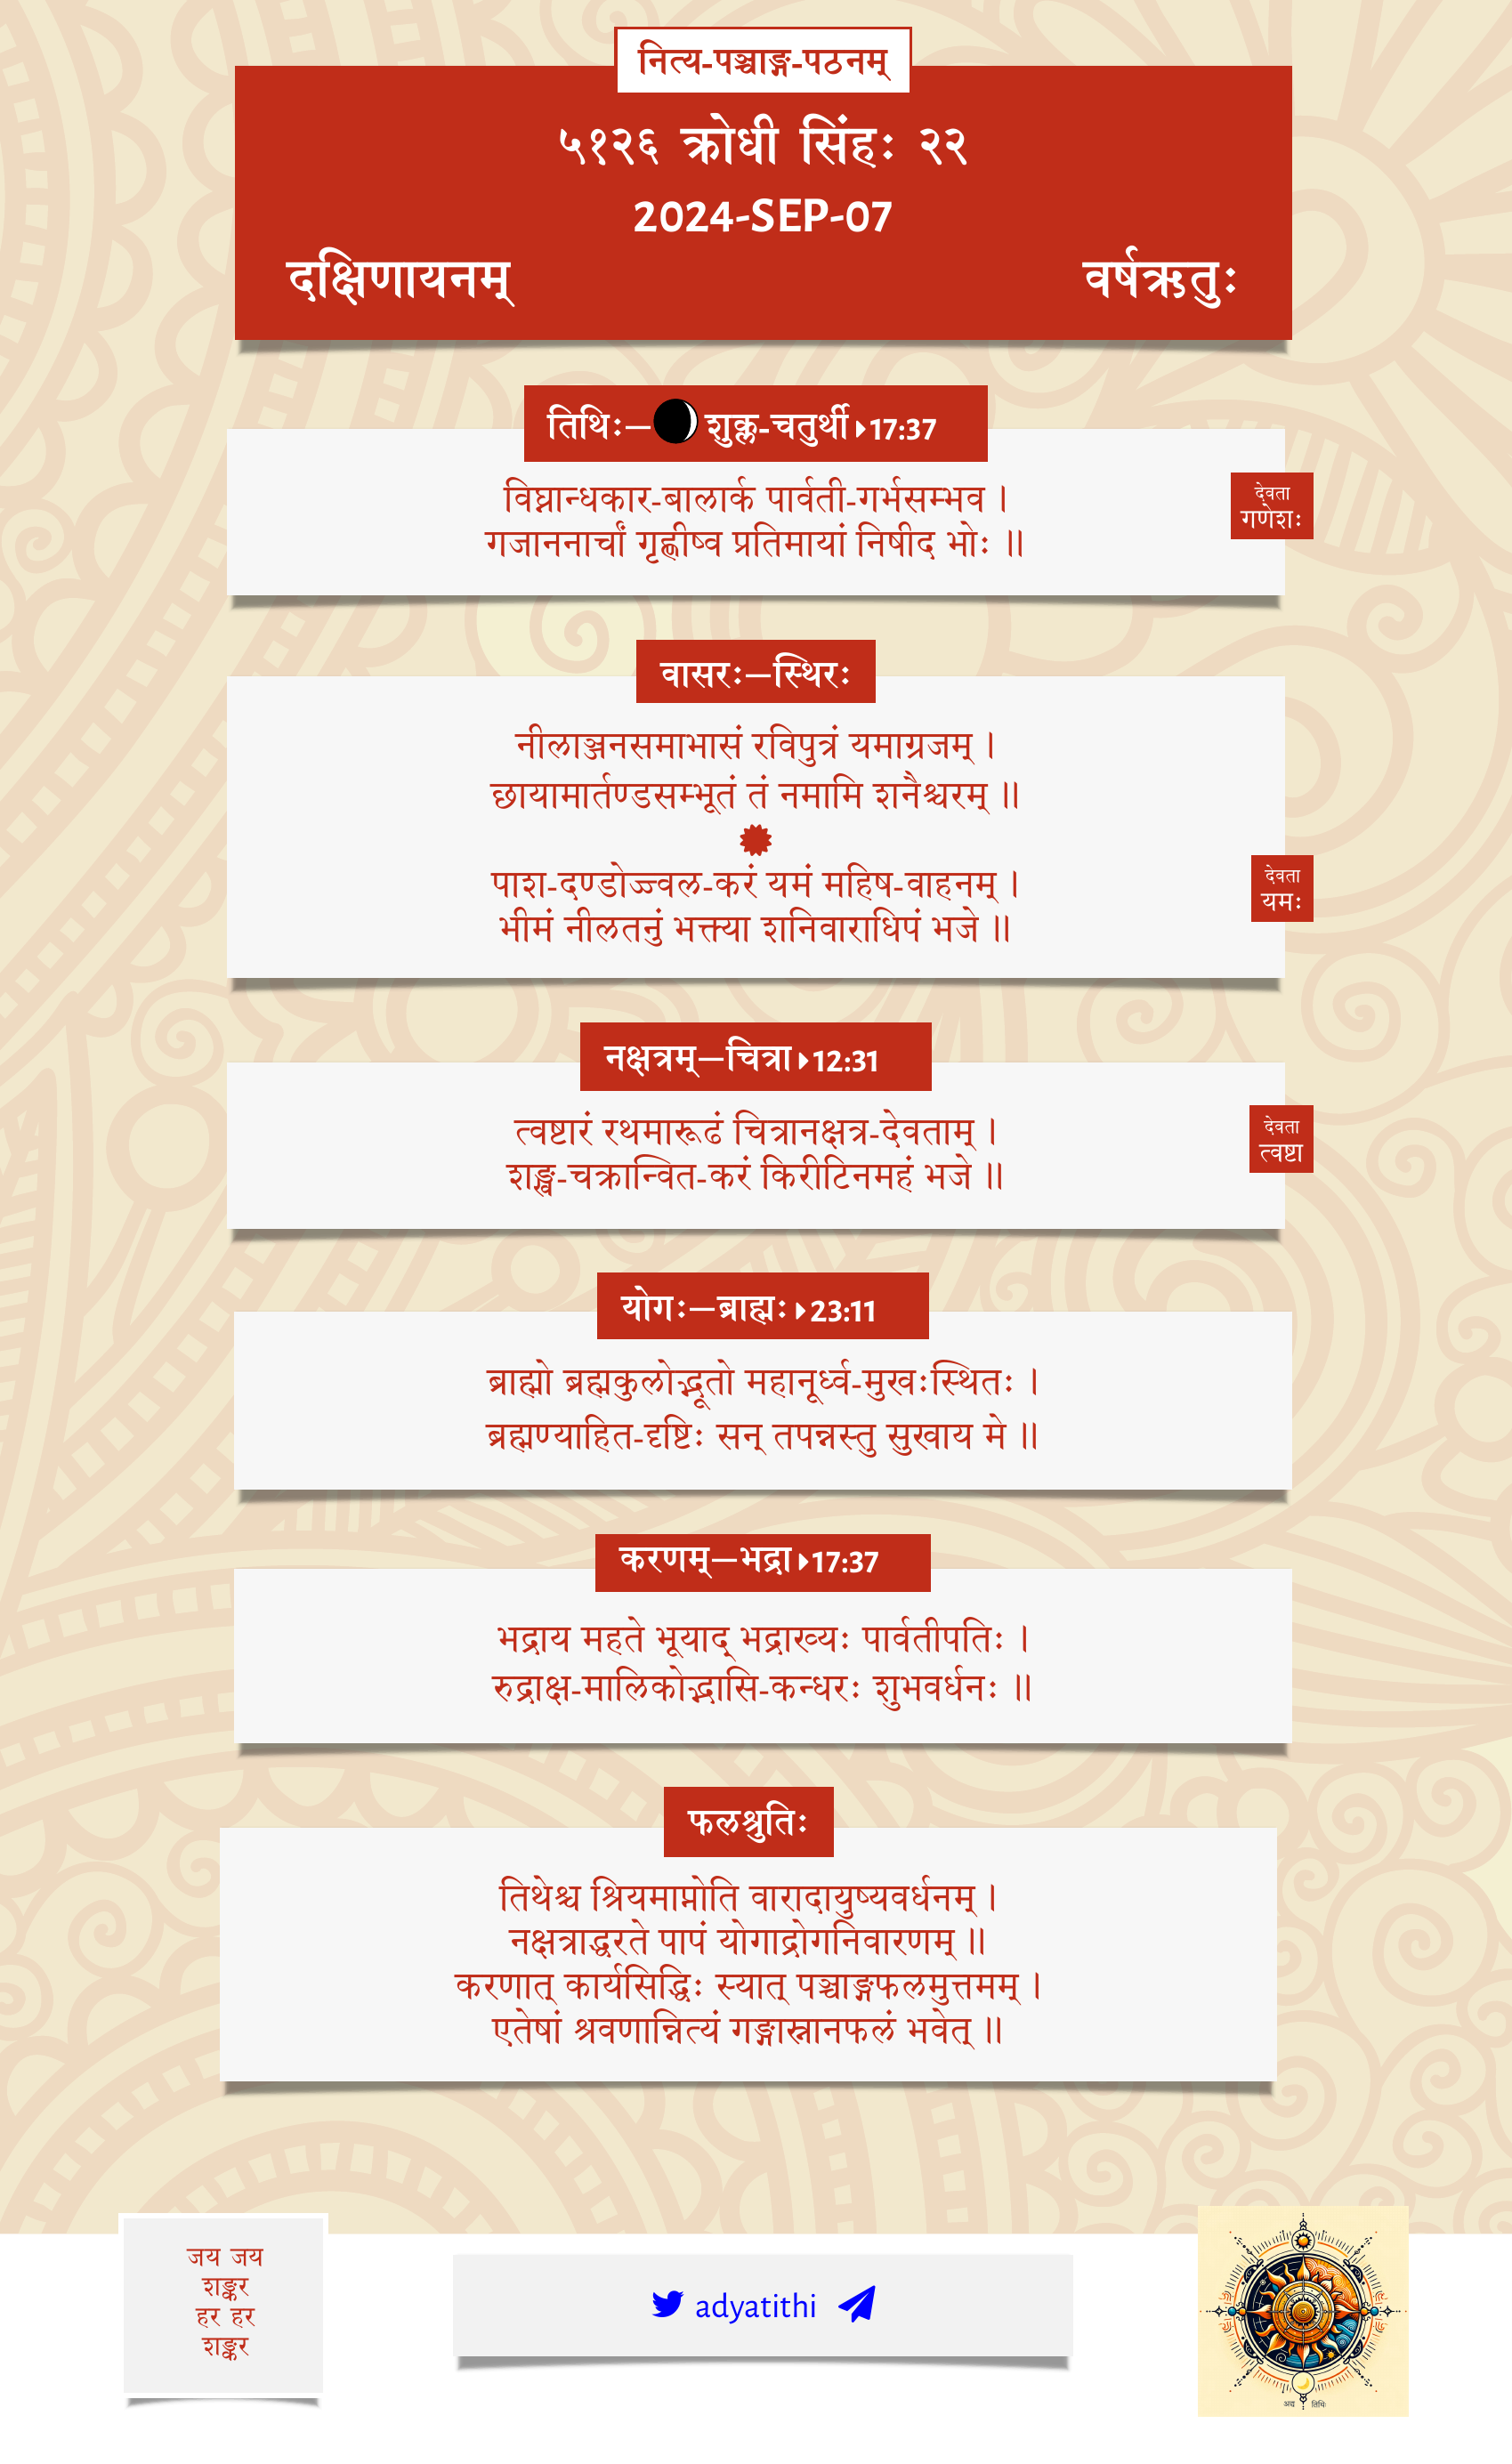 नित्य-पञ्चाङ्ग-पठनम्
५१२६ क्रोधी सिंहः २२
2024-SEP-07
दक्षिणायनम् वर्षऋतुः
तिथिः— शुक्ल-चतुर्थी 17:37
विघ्नान्धकार-बालार्क पार्वती-गर्भसम्भव ।
गजाननार्चां गृह्णीष्व प्रतिमायां निषीद भोः ॥
देवता
गणेशः
वासरः—स्थिरः
नीलाञ्जनसमाभासं रविपुत्रं यमाग्रजम् ।
छायामार्तण्डसम्भूतं तं नमामि शनैश्चरम् ॥
पाश-दण्डोज्ज्वल-करं यमं महिष-वाहनम् ।
भीमं नीलतनुं भक्त्या शनिवाराधिपं भजे ॥
देवता
यमः
नक्षत्रम्—चित्रा 12:31
त्वष्टारं रथमारूढं चित्रानक्षत्र-देवताम् ।
शङ्ख-चक्रान्वित-करं किरीटिनमहं भजे ॥
देवता
त्वष्टा
योगः—ब्राह्मः 23:11
ब्राह्मो ब्रह्मकुलोद्भूतो महानूर्ध्व-मुखःस्थितः ।
ब्रह्मण्याहित-दृष्टिः सन् तपन्नस्तु सुखाय मे ॥
करणम्—भद्रा 17:37
भद्राय महते भूयाद् भद्राख्यः पार्वतीपतिः ।
रुद्राक्ष-मालिकोद्भासि-कन्धरः शुभवर्धनः ॥
फलश्रुतिः
तिथेश्च श्रियमाप्नोति वारादायुष्यवर्धनम् ।
नक्षत्राद्धरते पापं योगाद्रोगनिवारणम् ॥
करणात् कार्यसिद्धिः स्यात् पञ्चाङ्गफलमुत्तमम् ।
एतेषां श्रवणान्नित्यं गङ्गास्नानफलं भवेत् ॥
जय जय
शङ्कर
हर हर
शङ्कर
adyatithi
अद्य तिथिः